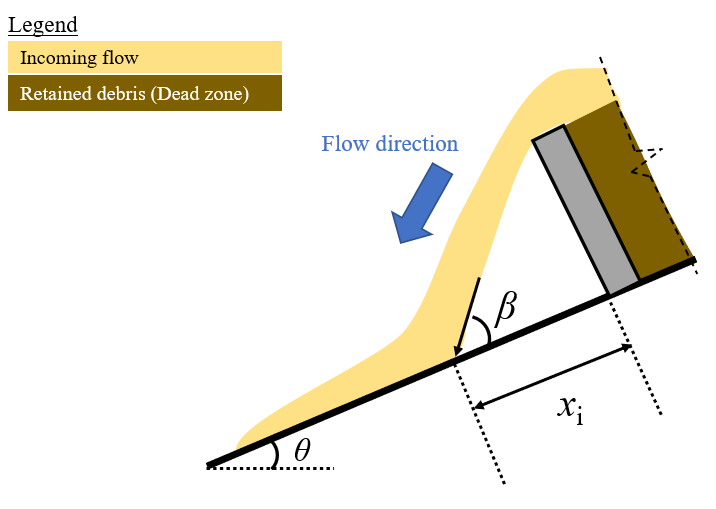 Legend
Incoming flow
Retained debris (Dead zone)
Flow direction
β
xi
θ